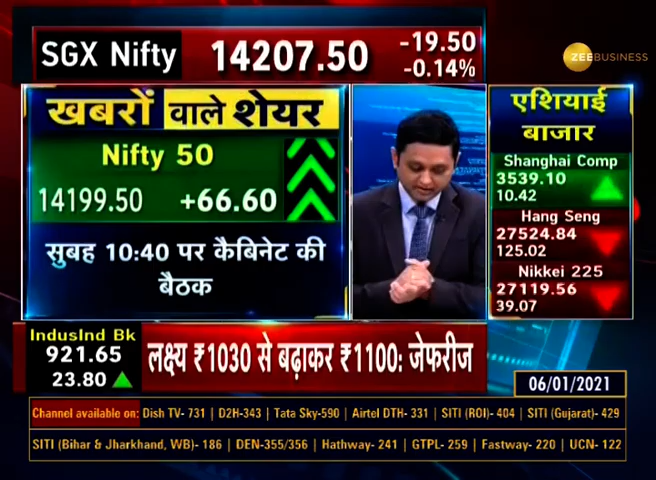 SGX Nifty 14207.50 -19.50
-0.14%
ZEE BUSINESS
खबरों वाले शेयर
Nifty 50
14199.50 +66.60
सुबह 10:40 पर कैबिनेट की
बैठक
एशियाई
बाजार
Shanghai Comp
3539.10
10.42
Hang Seng
27524.84
125.02
Nikkei 225
27119.56
39.07
IndusInd Bk
921.65
23.80
लक्ष्य ₹1030 से बढ़ाकर ₹1100: जेफरीज
06/01/2021
Channel available on: Dish TV- 731 | D2H-343 | Tata Sky-590 | Airtel DTH- 331 | SITI (ROI)- 404 | SITI (Gujarat)- 429
SITI (Bihar & Jharkhand, WB)- 186 | DEN-355/356 | Hathway- 241 | GTPL- 259 | Fastway- 220 | UCN- 122